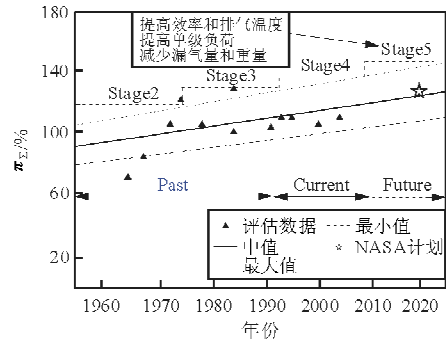 180
提高效率和排气温度
提高单级负荷
减少漏气量和重量
Stage5
140
Stage4
Stage3
Stage2
100
π_Σ/%
Past
Current
Future
60
▲ 评估数据
最小值
中值
☆ NASA计划
最大值
20
1960 1970 1980 1990 2000 2010 2020
年份